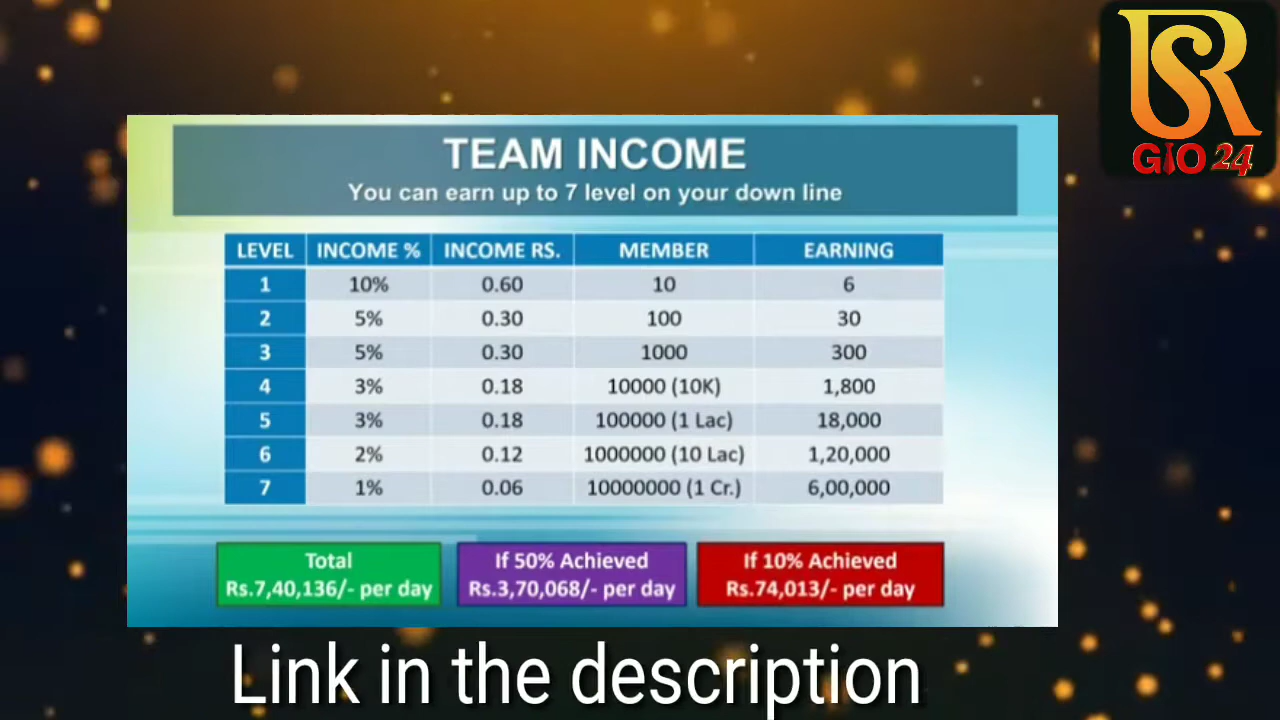 SR
GIO 24
TEAM INCOME
You can earn up to 7 level on your down line
LEVEL INCOME % INCOME RS. MEMBER EARNING
1 10% 0.60 10 6
2 5% 0.30 100 30
3 5% 0.30 1000 300
4 3% 0.18 10000 (10K) 1,800
5 3% 0.18 100000 (1 Lac) 18,000
6 2% 0.12 1000000 (10 Lac) 1,20,000
7 1% 0.06 10000000 (1 Cr.) 6,00,000
Total If 50% Achieved If 10% Achieved
Rs.7,40,136/- per day Rs.3,70,068/- per day Rs.74,013/- per day
Link in the description